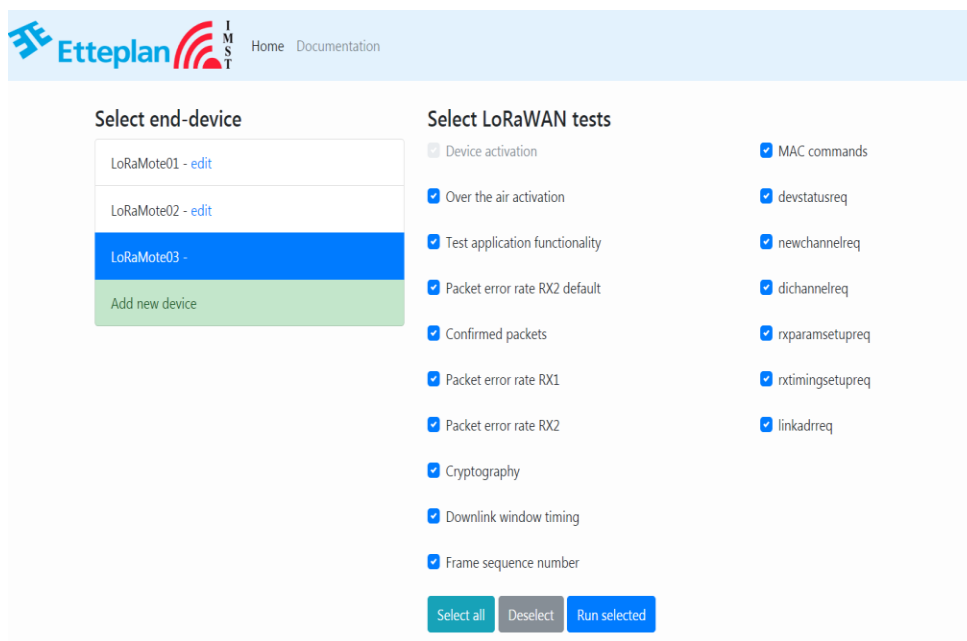 Etteplan
I
M
S
T
Home Documentation
Select end-device
LoRaMote01 - edit
LoRaMote02 - edit
LoRaMote03 -
Add new device
Select LoRaWAN tests
Device activation
Over the air activation
Test application functionality
Packet error rate RX2 default
Confirmed packets
Packet error rate RX1
Packet error rate RX2
Cryptography
Downlink window timing
Frame sequence number
MAC commands
devstatusreq
newchannelreq
dichannelreq
rxparamsetupreq
rxtimingsetupreq
linkadrreq
Select all Deselect Run selected